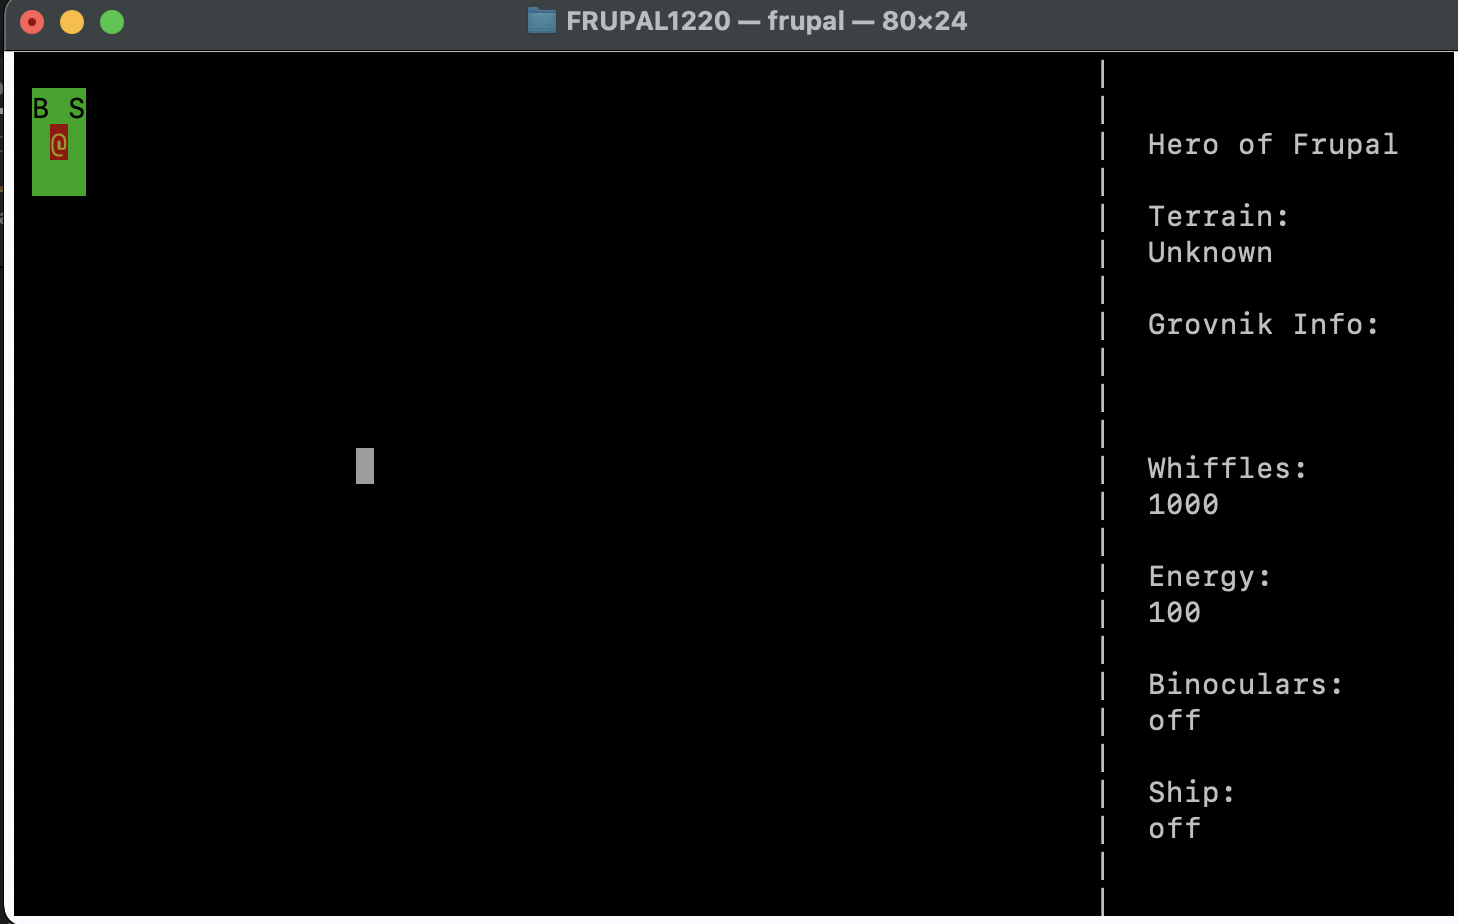 FRUPAL1220 — frupal — 80×24
B S
@
Hero of Frupal
Terrain:
Unknown
Grovnik Info:
Whiffles:
1000
Energy:
100
Binoculars:
off
Ship:
off